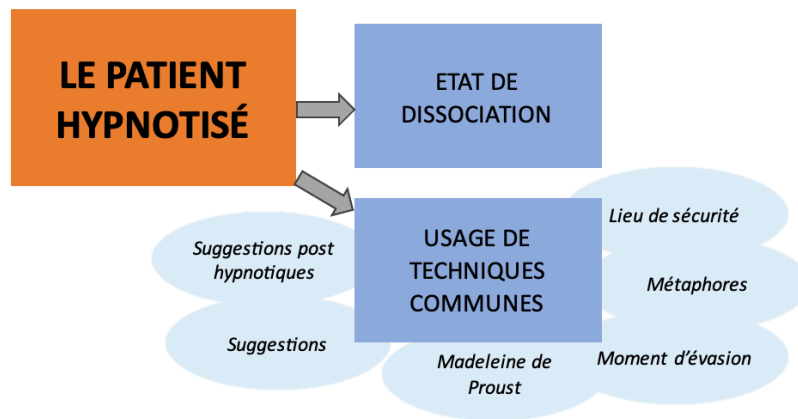 LE PATIENT
HYPNOTISÉ
ETAT DE
DISSOCIATION
USAGE DE
TECHNIQUES
COMMUNES
Lieu de sécurité
Suggestions post
hypnotiques
Métaphores
Suggestions
Madeleine de
Proust
Moment d'évasion